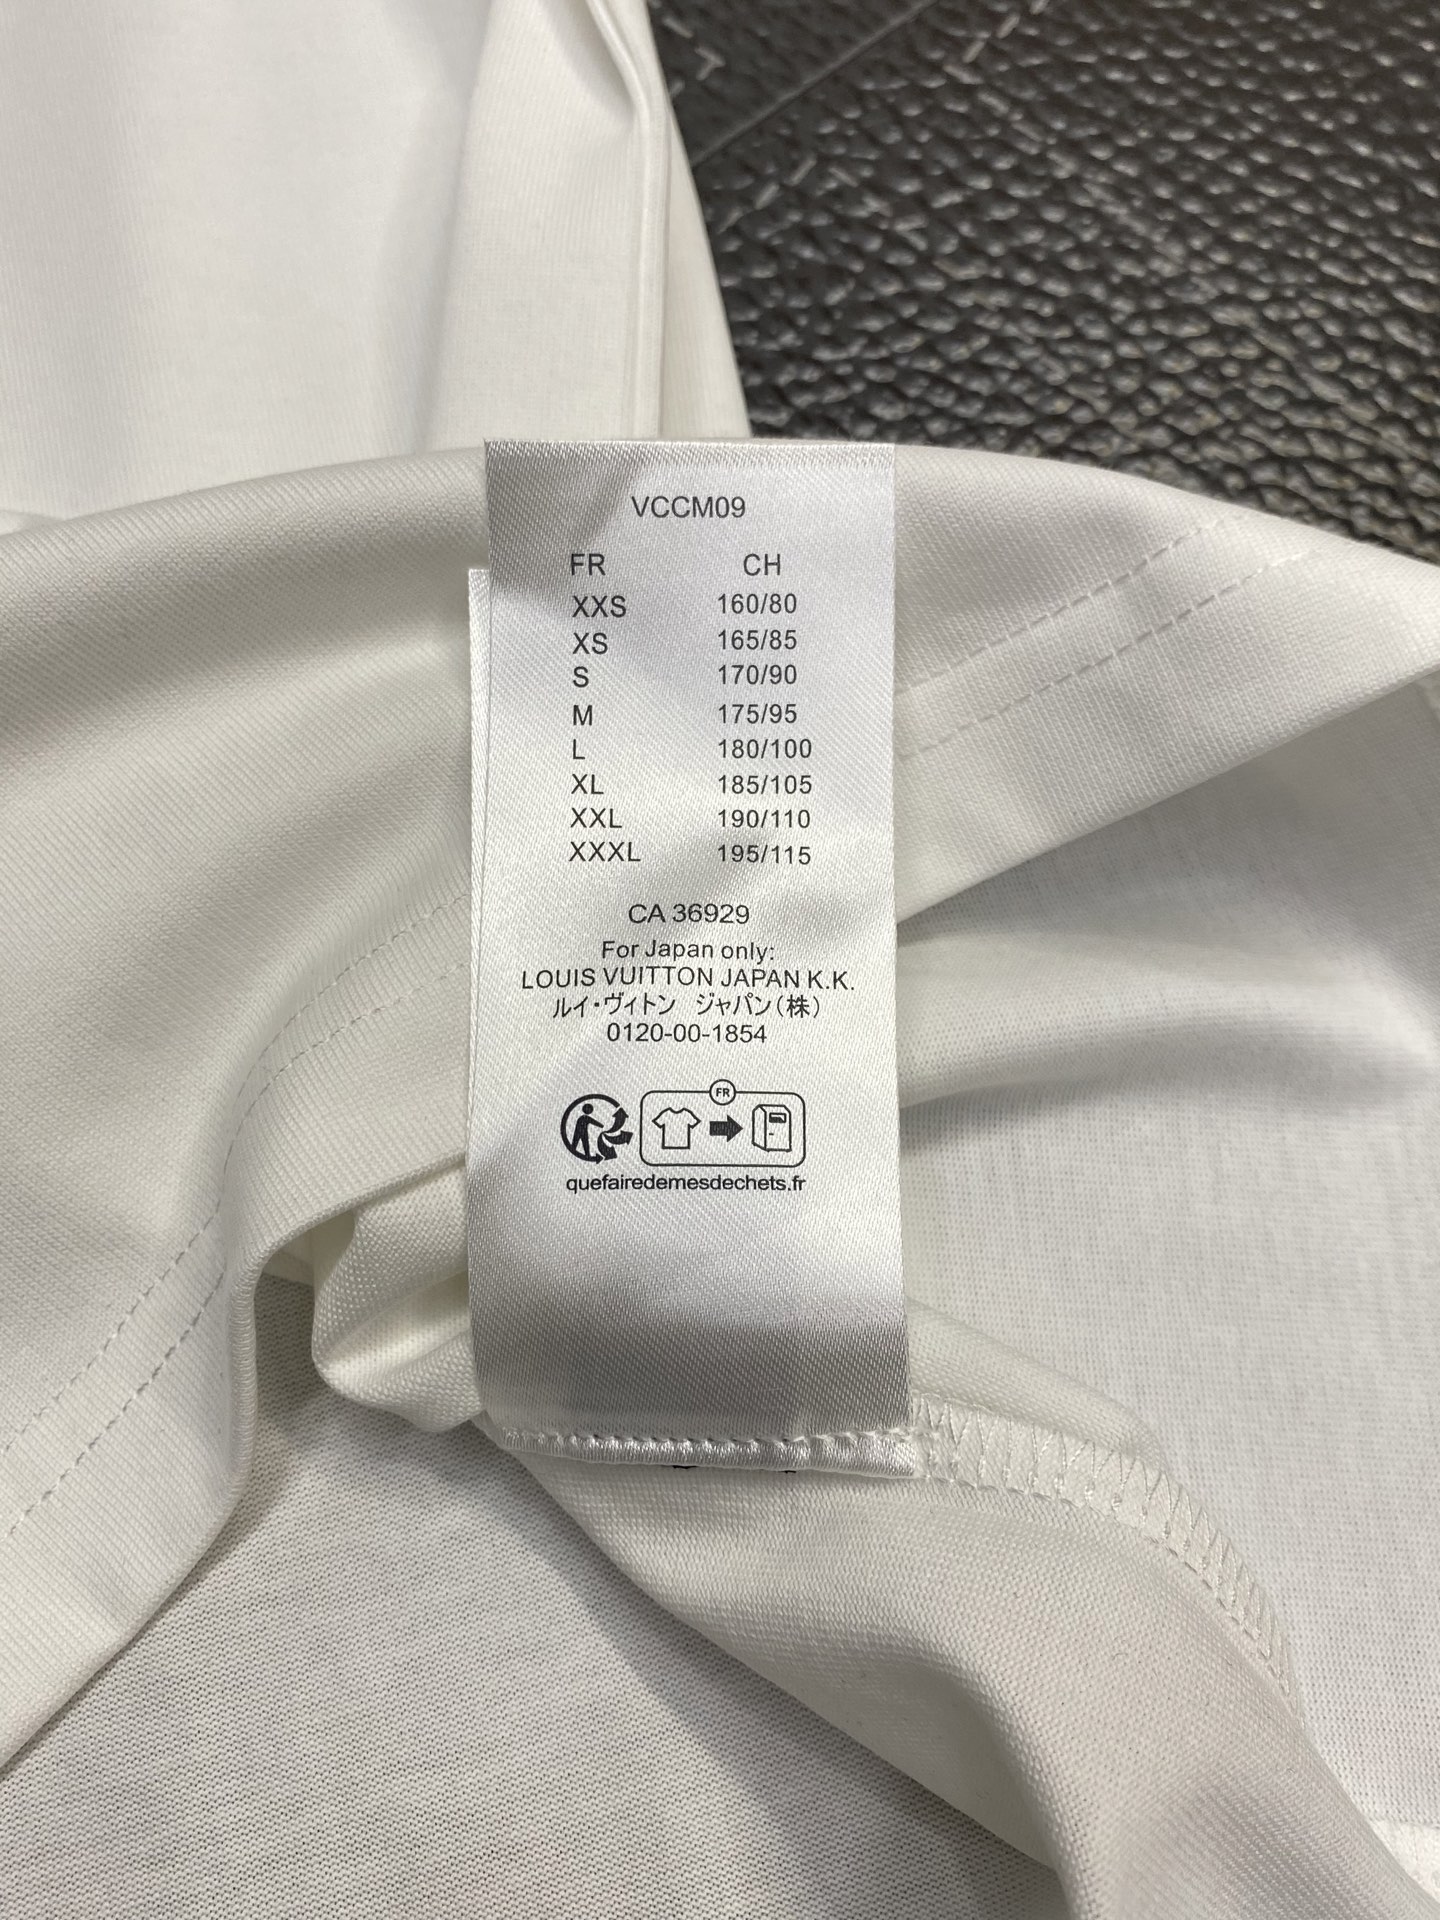 VCCM09
FR CH
XXS 160/80
XS 165/85
S 170/90
M 175/95
L 180/100
XL 185/105
XXL 190/110
XXXL 195/115
CA 36929
For Japan only:
LOUIS VUITTON JAPAN K.K.
ルイ・ヴィトン ジャパン(株)
0120-00-1854
FR
quefairedemesdechets.fr